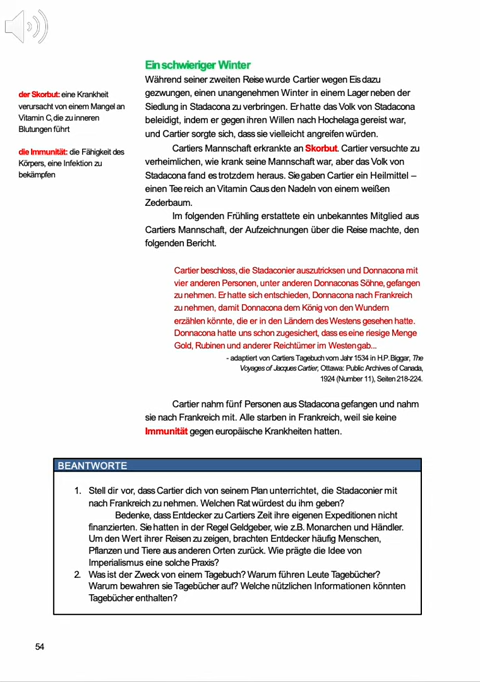 Ein schwieriger Winter
Während seiner zweiten Reise wurde Cartier wegen Eis dazu
gezwungen, einen unangenehmen Winter in einem Lager neben der
Siedlung in Stadacona zu verbringen. Er hatte das Volk von Stadacona
beleidigt, indem er gegen ihren Willen nach Hochelaga gereist war,
und Cartier sorgte sich, dass sie vielleicht angreifen würden.
Cartiers Mannschaft erkrankte an Skorbut. Cartier versuchte zu
verheimlichen, wie krank seine Mannschaft war, aber das Volk von
Stadacona fand es trotzdem heraus. Sie gaben Cartier ein Heilmittel –
einen Tee reich an Vitamin C aus den Nadeln von einem weißen
Zederbaum.
Im folgenden Frühling erstattete ein unbekanntes Mitglied aus
Cartiers Mannschaft, der Aufzeichnungen über die Reise machte, den
folgenden Bericht.
der Skorbut: eine Krankheit
verursacht von einem Mangel an
Vitamin C, die zu inneren
Blutungen führt
die Immunität: die Fähigkeit des
Körpers, eine Infektion zu
bekämpfen
Cartier beschloss, die Stadaconier auszutricksen und Donnacona mit
vier anderen Personen, unter anderen Donnaconas Söhne, gefangen
zu nehmen. Er hatte sich entschieden, Donnacona nach Frankreich
zu nehmen, damit Donnacona dem König von den Wundern
erzählen könnte, die er in den Ländern des Westens gesehen hatte.
Donnacona hatte uns schon zugesichert, dass es eine riesige Menge
Gold, Rubinen und anderer Reichtümer im Westen gab...
- adaptiert von Cartiers Tagebuch vom Jahr 1534 in H.P. Biggar, The
Voyages of Jacques Cartier, Ottawa: Public Archives of Canada,
1924 (Number 11), Seiten 218-224.
Cartier nahm fünf Personen aus Stadacona gefangen und nahm
sie nach Frankreich mit. Alle starben in Frankreich, weil sie keine
Immunität gegen europäische Krankheiten hatten.
BEANTWORTE
1. Stell dir vor, dass Cartier dich von seinem Plan unterrichtet, die Stadaconier mit
nach Frankreich zu nehmen. Welchen Rat würdest du ihm geben?
Bedenke, dass Entdecker zu Cartiers Zeit ihre eigenen Expeditionen nicht
finanzierten. Sie hatten in der Regel Geldgeber, wie z.B. Monarchen und Händler.
Um den Wert ihrer Reisen zu zeigen, brachten Entdecker häufig Menschen,
Pflanzen und Tiere aus anderen Orten zurück. Wie prägte die Idee von
Imperialismus eine solche Praxis?
2. Was ist der Zweck von einem Tagebuch? Warum führen Leute Tagebücher?
Warum bewahren sie Tagebücher auf? Welche nützlichen Informationen könnten
Tagebücher enthalten?
54